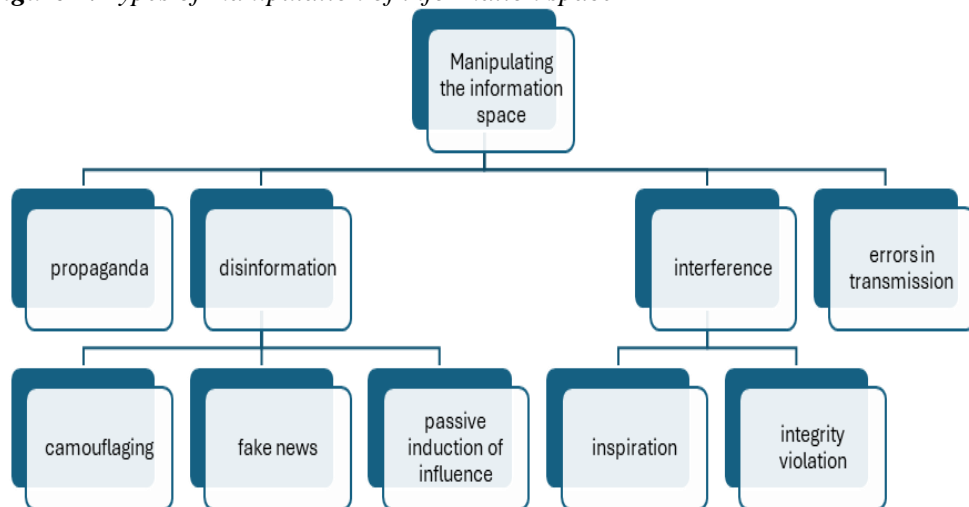 Manipulating
the information
space
propaganda
disinformation
interference
errors in
transmission
camouflaging
fake news
passive
induction of
influence
inspiration
integrity
violation